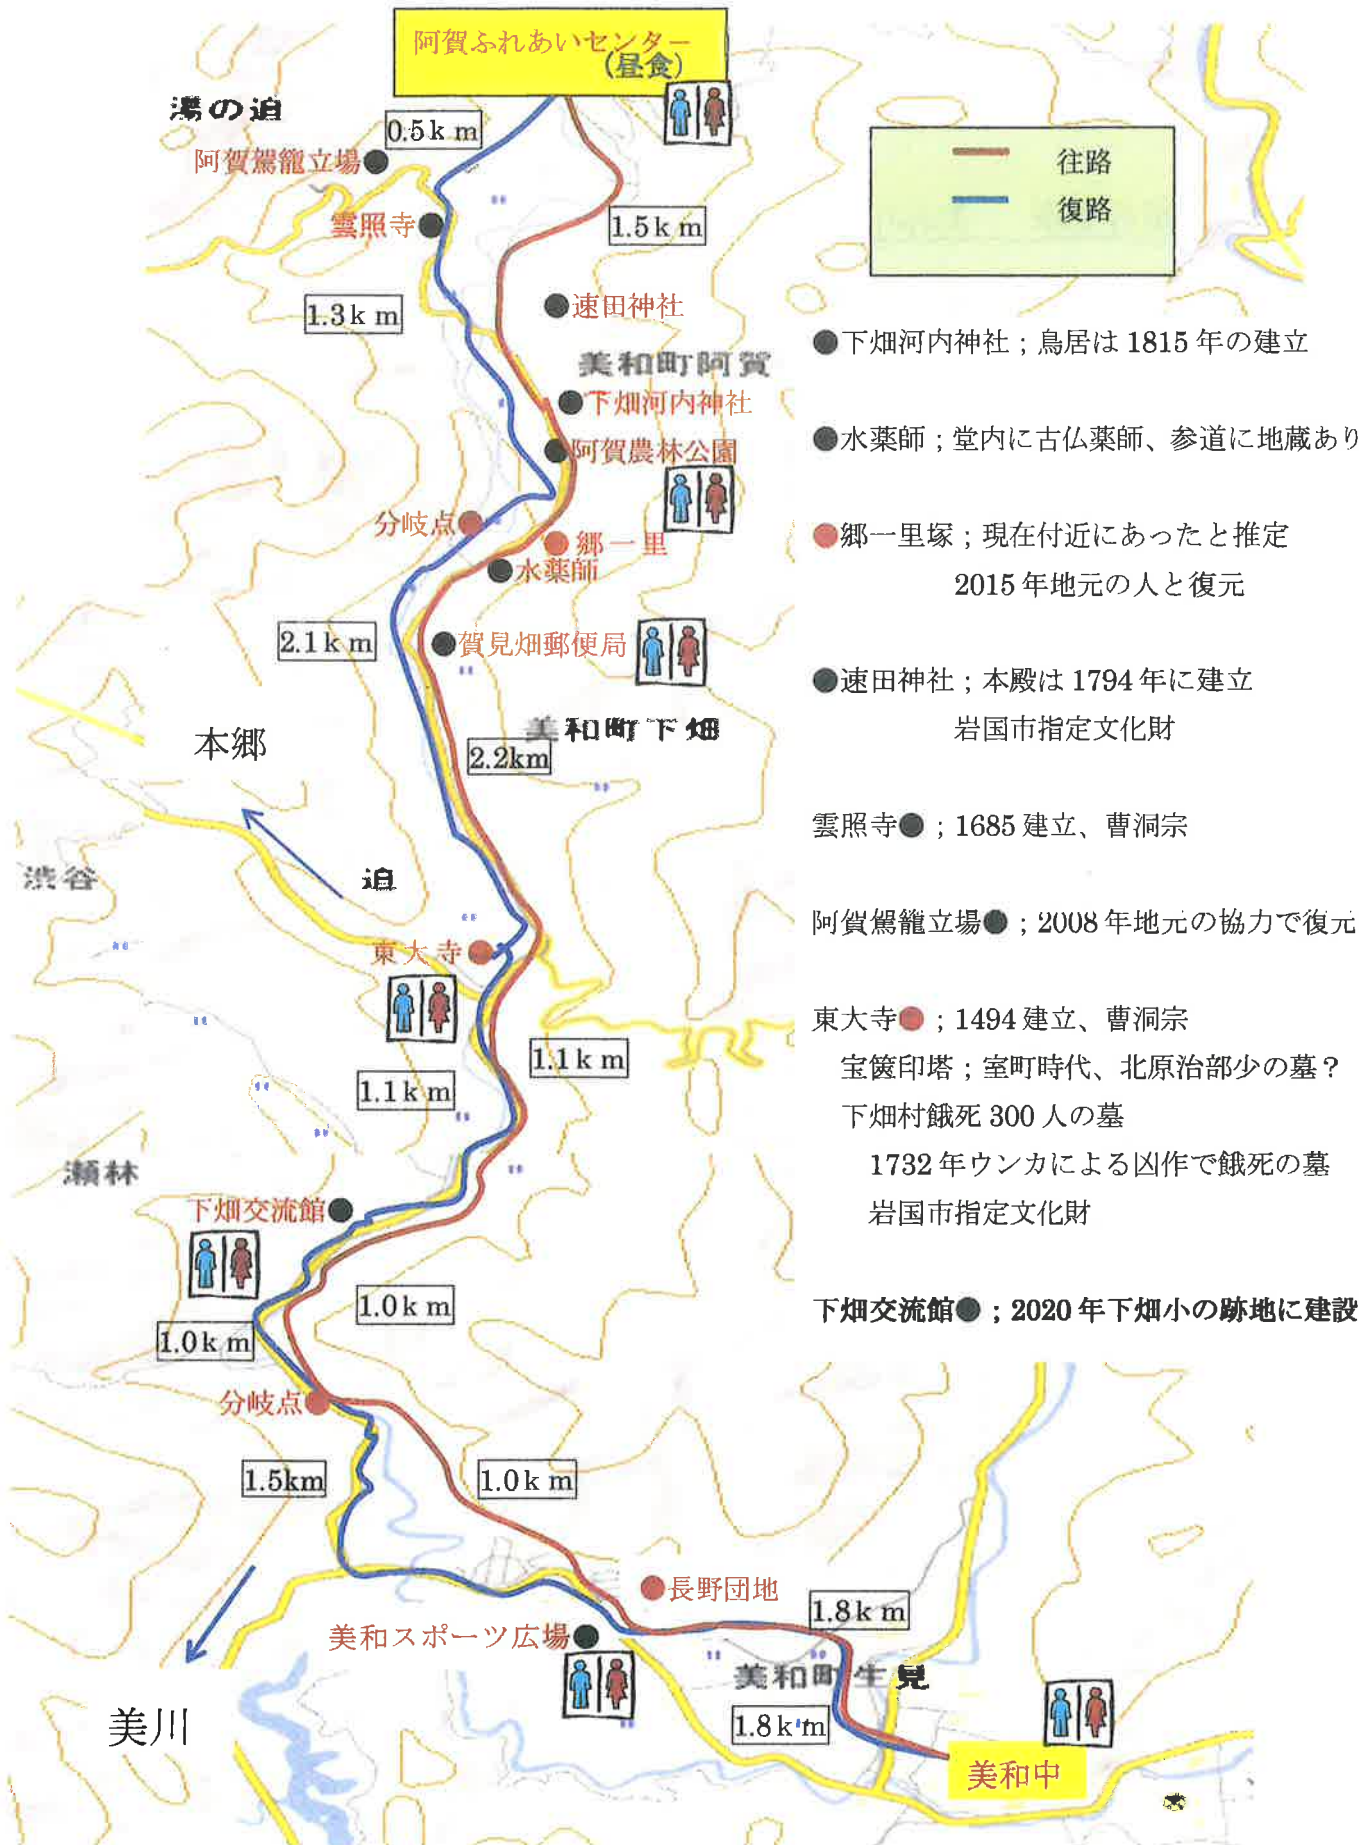 阿賀ふれあいセンター
(昼食)
湯の迫
0.5km
阿賀駕籠立場
往路
復路
雲照寺
1.5km
1.3km
速田神社
美和町阿賀
下畑河内神社
阿賀農林公園
分岐点
郷一里
水薬師
2.1km
賀見畑郵便局
美和町下畑
本郷
2.2km
渋谷
迫
東大寺
1.1km
1.1km
瀬林
下畑交流館
1.0km
1.0km
分岐点
1.5km
1.0km
長野団地
1.8km
美和スポーツ広場
美和町生見
美川
1.8km
美和中
●下畑河内神社；鳥居は1815年の建立
●水薬師；堂内に古仏薬師、参道に地蔵あり
●郷一里塚；現在付近にあったと推定
2015年地元の人と復元
●速田神社；本殿は1794年に建立
岩国市指定文化財
雲照寺●；1685建立、曹洞宗
阿賀駕籠立場●；2008年地元の協力で復元
東大寺●；1494建立、曹洞宗
宝篋印塔；室町時代、北原治部少の墓？
下畑村餓死300人の墓
1732年ウンカによる凶作で餓死の墓
岩国市指定文化財
下畑交流館●；2020年下畑小の跡地に建設